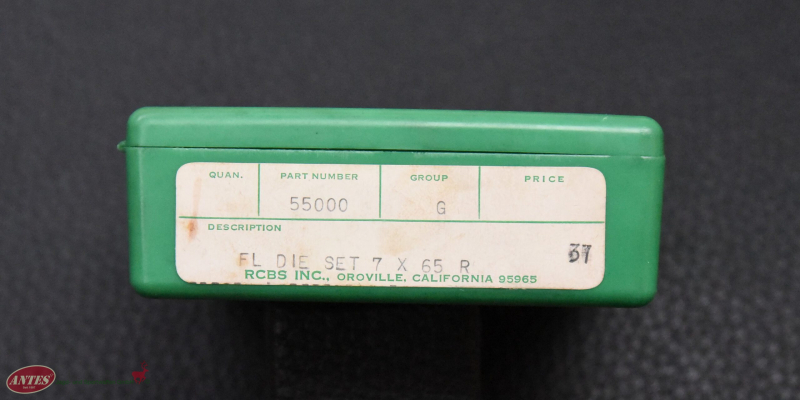 QUAN. PART NUMBER GROUP PRICE
55000 G
DESCRIPTION
37
FL DIE SET 7 X 65 R
RCBS INC., OROVILLE, CALIFORNIA 95965
ANTES